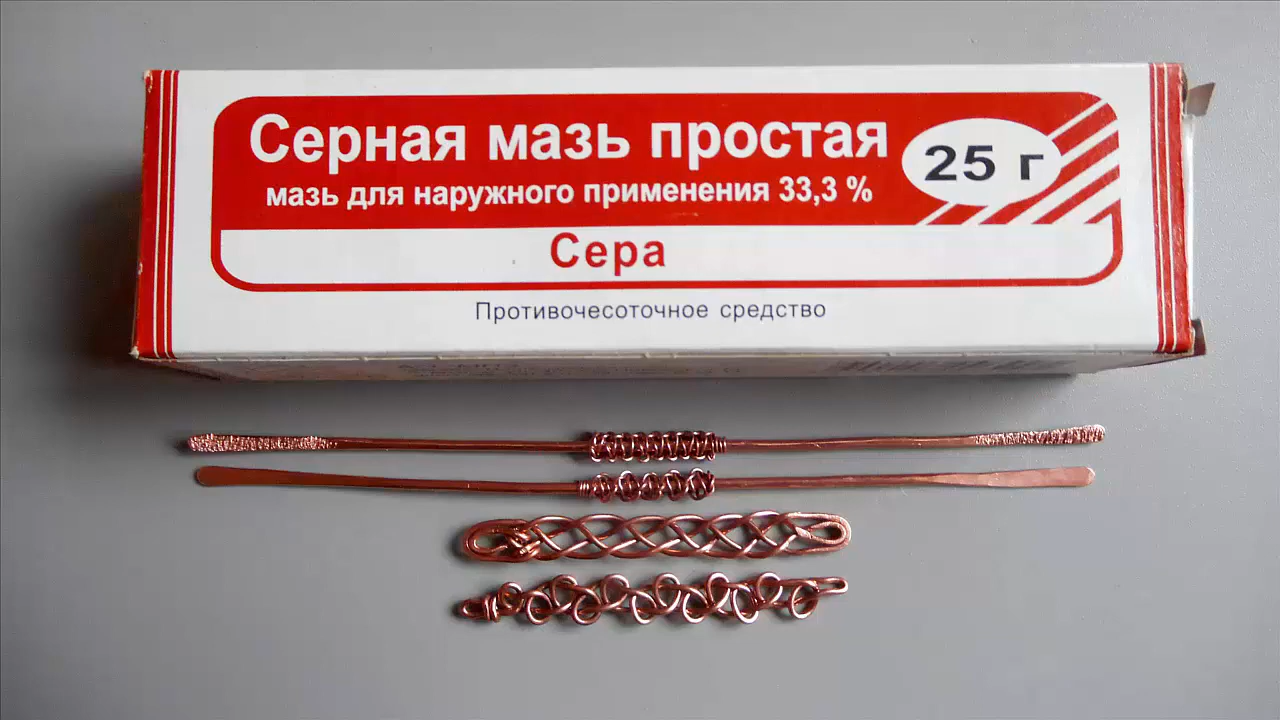 Серная мазь простая
25 г
мазь для наружного применения 33,3 %
Сера
Противочесоточное средство